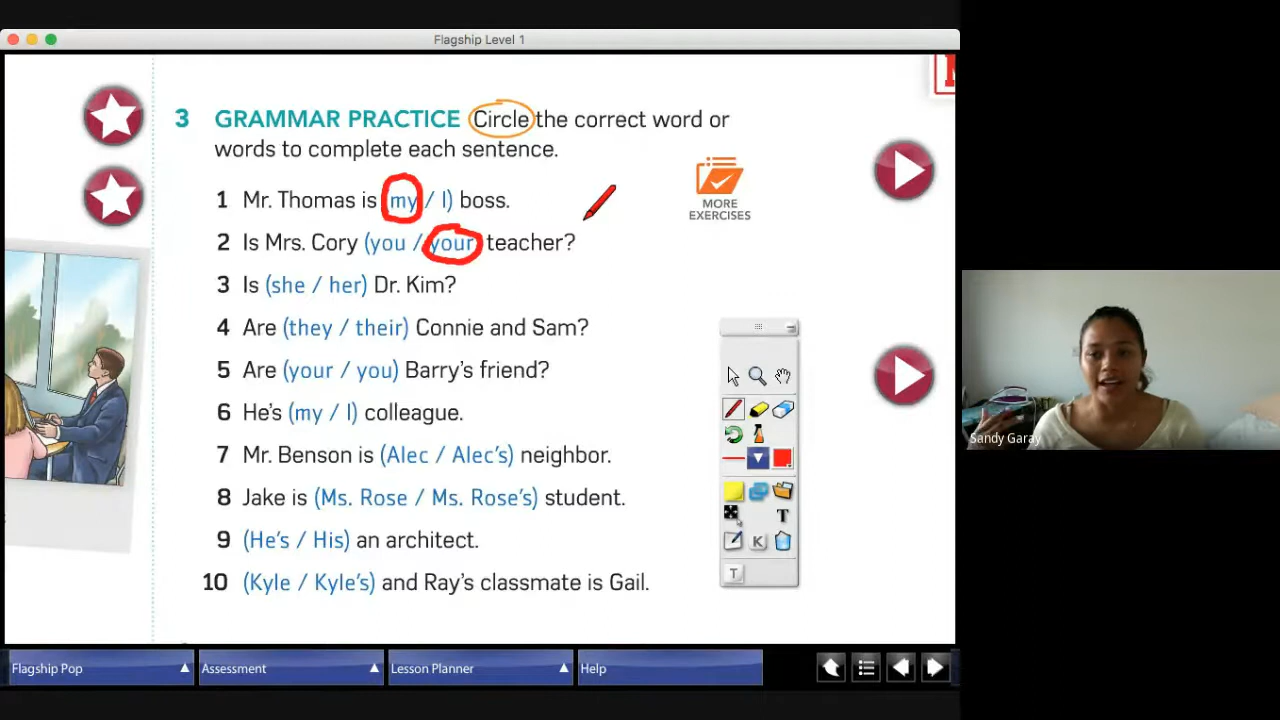 Flagship Level 1
3 GRAMMAR PRACTICE Circle the correct word or
words to complete each sentence.
1 Mr. Thomas is (my / I) boss.
2 Is Mrs. Cory (you / your) teacher?
3 Is (she / her) Dr. Kim?
4 Are (they / their) Connie and Sam?
5 Are (your / you) Barry's friend?
6 He's (my / I) colleague.
7 Mr. Benson is (Alec / Alec's) neighbor.
8 Jake is (Ms. Rose / Ms. Rose's) student.
9 (He's / His) an architect.
10 (Kyle / Kyle's) and Ray's classmate is Gail.
MORE
EXERCISES
T
K
T
Sandy Garay
Flagship Pop
Assessment
Lesson Planner
Help